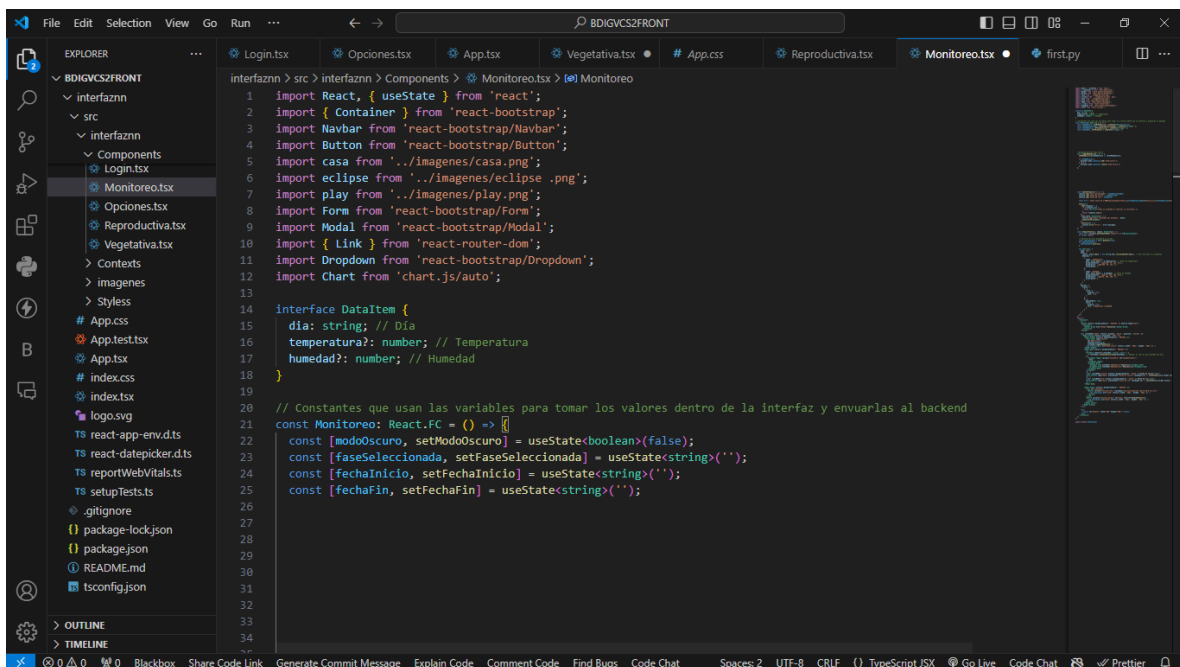 File Edit Selection View Go Run ··· BDIGVCS2FRONT
EXPLORER ···
BDIGVCS2FRONT
interfaznn
src
interfaznn
Components
Login.tsx
Monitoreo.tsx
Opciones.tsx
Reproductiva.tsx
Vegetativa.tsx
Contexts
imagenes
Styless
# App.css
App.test.tsx
App.tsx
# index.css
index.tsx
logo.svg
TS react-app-env.d.ts
TS react-datepicker.d.ts
TS reportWebVitals.ts
TS setupTests.ts
.gitignore
{} package-lock.json
{} package.json
README.md
TS tsconfig.json
OUTLINE
TIMELINE
2
B
Login.tsx Opciones.tsx App.tsx Vegetativa.tsx ● # App.css Reproductiva.tsx Monitoreo.tsx ● first.py ···
interfaznn > src > interfaznn > Components > Monitoreo.tsx > Monitoreo
1 import React, { useState } from 'react';
2 import { Container } from 'react-bootstrap';
3 import Navbar from 'react-bootstrap/Navbar';
4 import Button from 'react-bootstrap/Button';
5 import casa from '../imagenes/casa.png';
6 import eclipse from '../imagenes/eclipse .png';
7 import play from '../imagenes/play.png';
8 import Form from 'react-bootstrap/Form';
9 import Modal from 'react-bootstrap/Modal';
10 import { Link } from 'react-router-dom';
11 import Dropdown from 'react-bootstrap/Dropdown';
12 import Chart from 'chart.js/auto';
13
14 interface DataItem {
15 dia: string; // Día
16 temperatura?: number; // Temperatura
17 humedad?: number; // Humedad
18 }
19
20 // Constantes que usan las variables para tomar los valores dentro de la interfaz y envuarlas al backend
21 const Monitoreo: React.FC = () => {
22 const [modoOscuro, setModoOscuro] = useState<boolean>(false);
23 const [faseSeleccionada, setFaseSeleccionada] = useState<string>('');
24 const [fechaInicio, setFechaInicio] = useState<string>('');
25 const [fechaFin, setFechaFin] = useState<string>('');
26
27
28
29
30
31
32
33
34
0 0 0 Blackbox Share Code Link Generate Commit Message Explain Code Comment Code Find Bugs Code Chat Spaces: 2 UTF-8 CRLF {} TypeScript JSX Go Live Code Chat Prettier